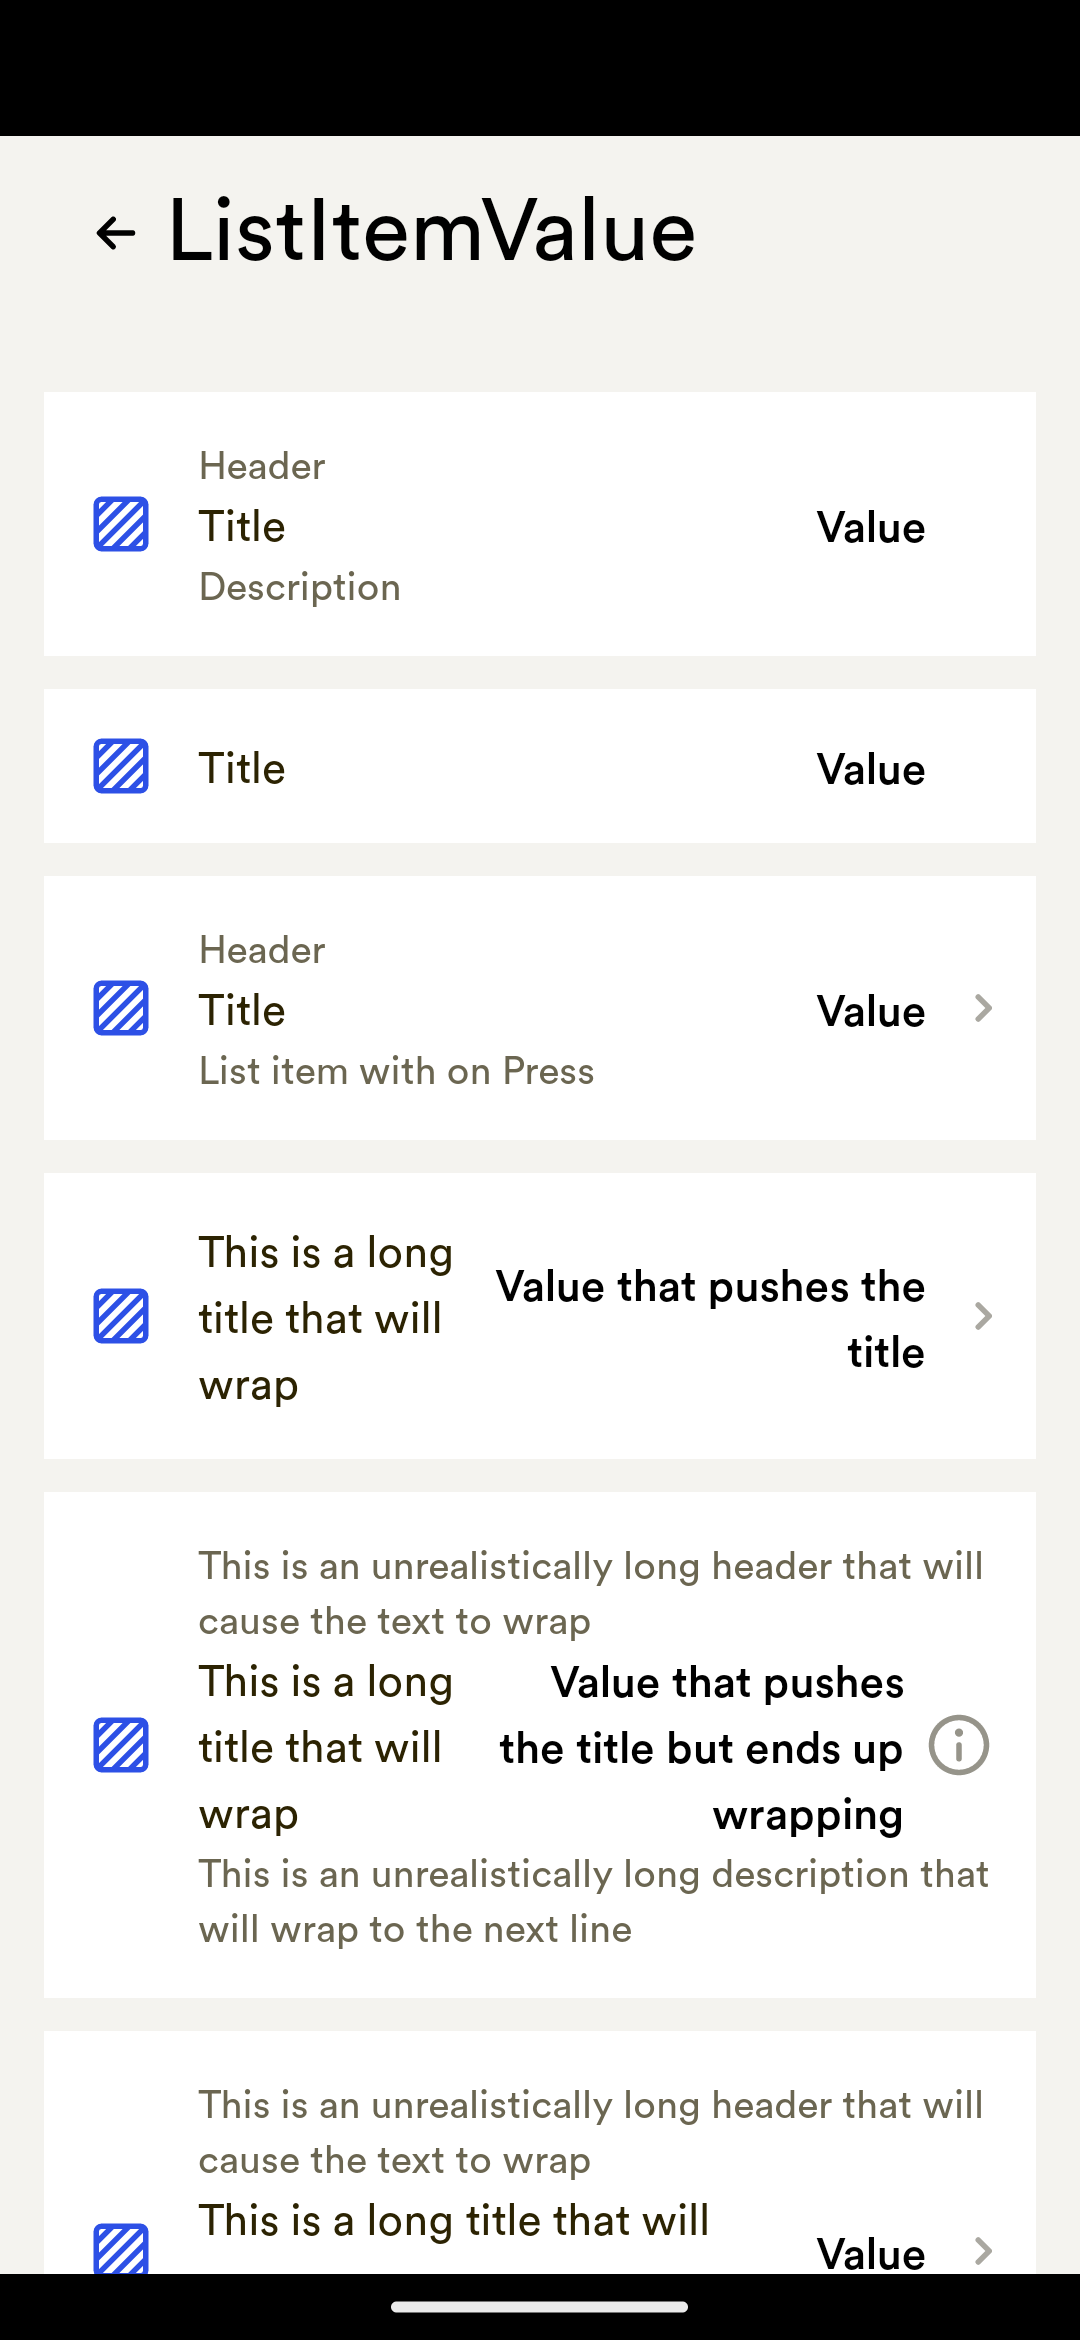 ListItemValue
Header
Title
Value
Description
Title
Value
Header
Title
Value
List item with on Press
This is a long
title that will
wrap
Value that pushes the
title
This is an unrealistically long header that will
cause the text to wrap
This is a long
title that will
wrap
Value that pushes
the title but ends up
wrapping
This is an unrealistically long description that
will wrap to the next line
This is an unrealistically long header that will
cause the text to wrap
This is a long title that will
Value